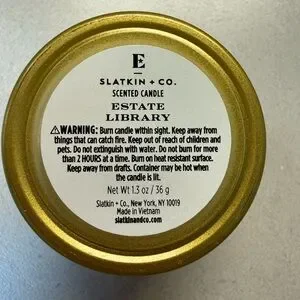 E
SLATKIN + CO.
SCENTED CANDLE
ESTATE
LIBRARY
⚠WARNING: Burn candle within sight. Keep away from
things that can catch fire. Keep out of reach of children and
pets. Do not extinguish with water. Do not burn for more
than 2 HOURS at a time. Burn on heat resistant surface.
Keep away from drafts. Container may be hot when
the candle is lit.
Net Wt 1.3 oz / 36 g
Slatkin + Co., New York, NY 10019
Made in Vietnam
slatkinandco.com